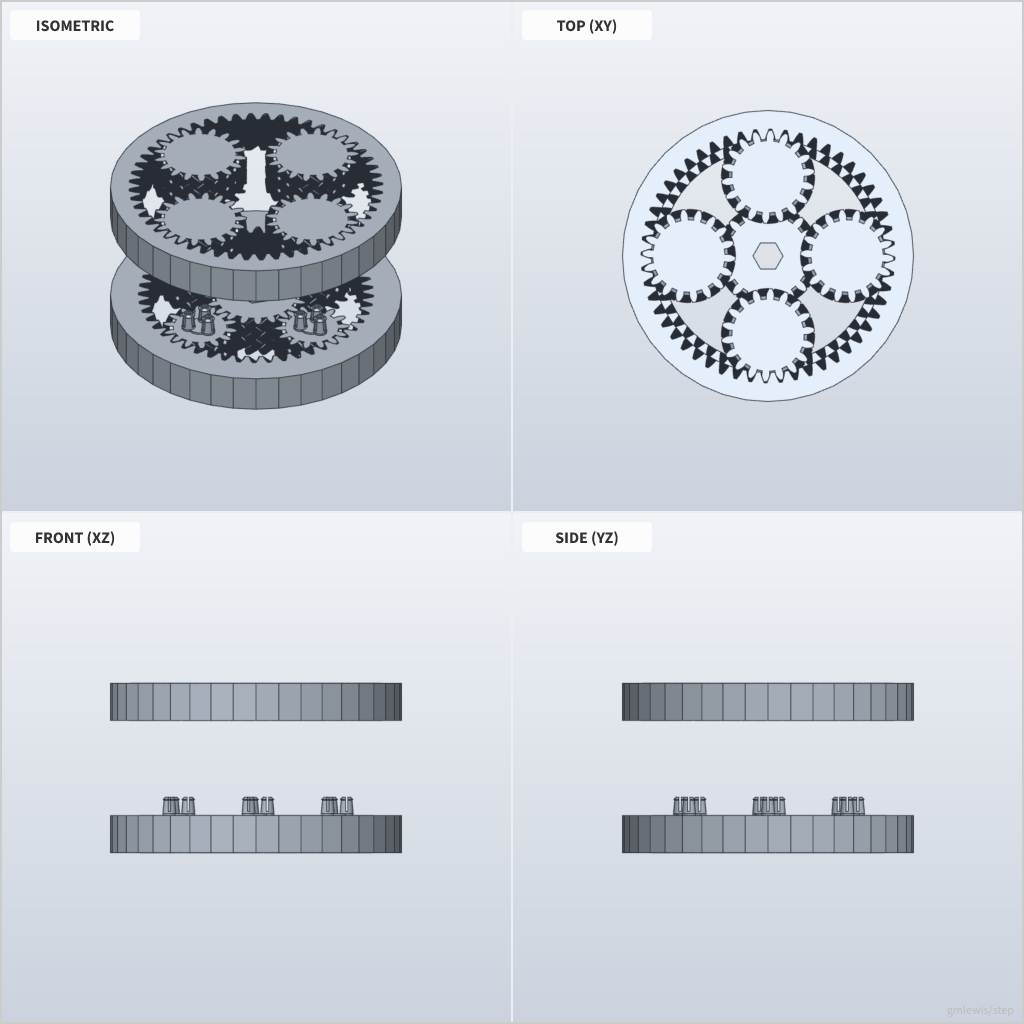 ISOMETRIC
TOP (XY)
FRONT (XZ)
SIDE (YZ)
gmlewis/step